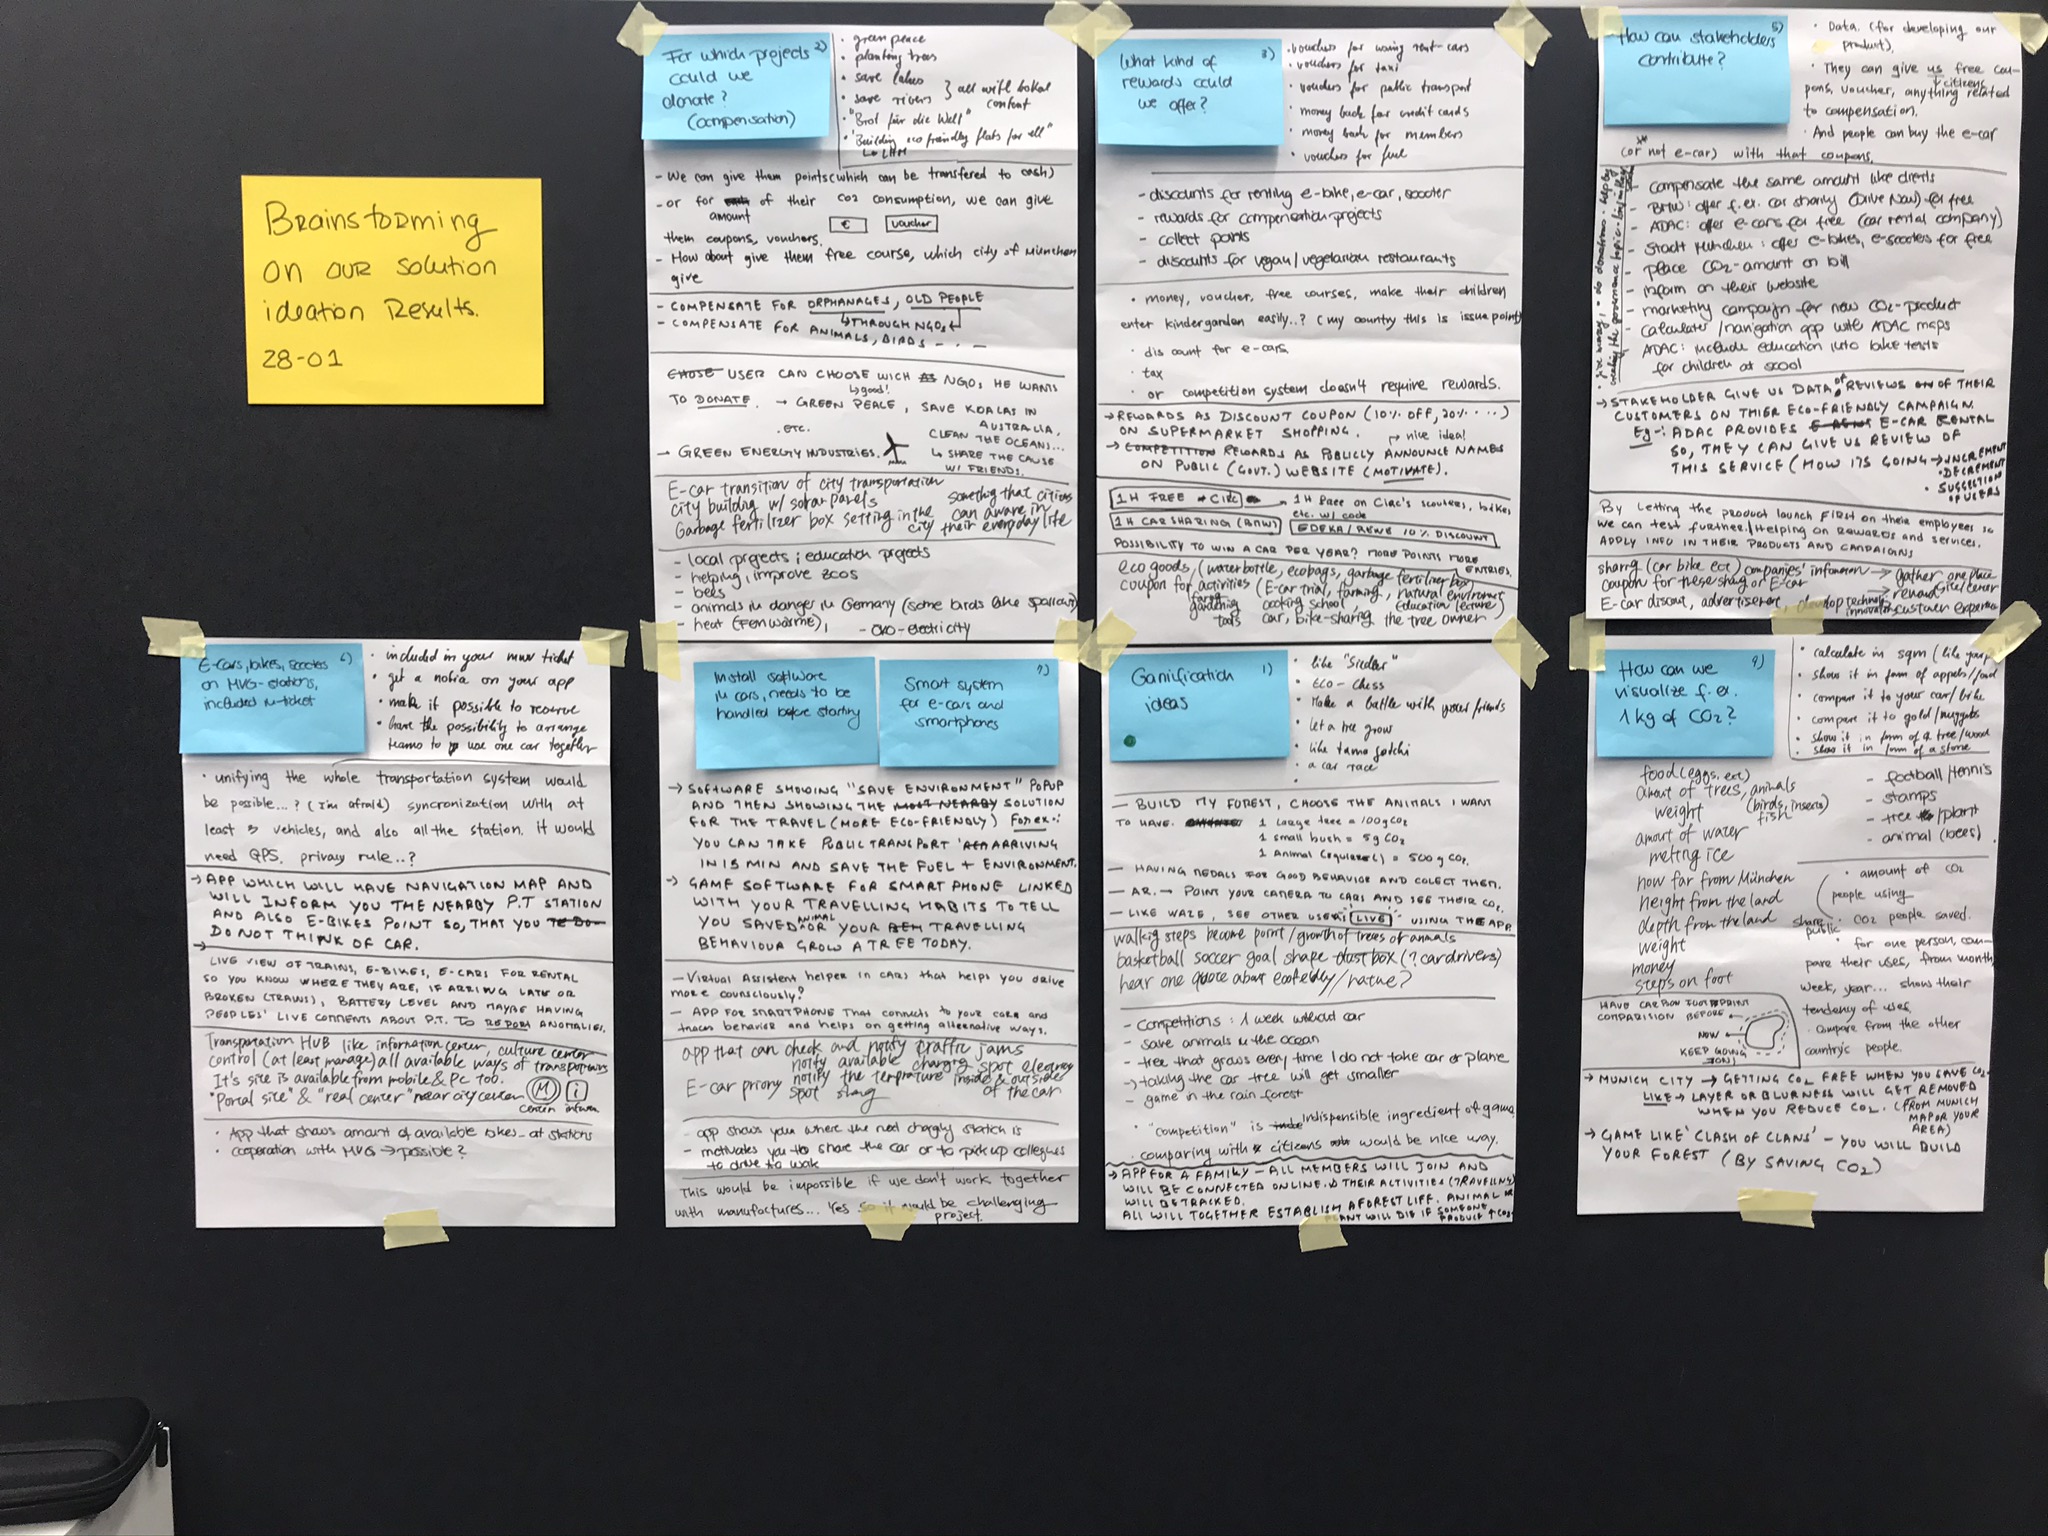 Brainstorming
on our solution
ideation Results.
28-01
For which projects 2)
could we
donate?
(compensation)
· greenpeace
· planting trees
· save lakes
· save rivers } all with lokal content
· "Brot für die Welt"
· "Building eco friendly flats for all"
↳ LHM
- We can give them points (which can be transfered to cash)
- or for amount of their CO2 consumption, we can give
€ voucher
them coupons, vouchers.
- How about give them free course, which city of München
give
- COMPENSATE FOR ORPHANAGES, OLD PEOPLE
↳ THROUGH NGOs
- COMPENSATE FOR ANIMALS, BIRDS - . -
CHOSE USER CAN CHOOSE WICH NGOs HE WANTS
↳ good!
TO DONATE. → GREEN PEACE, SAVE KOALAS IN
AUSTRALIA,
.ETC. CLEAN THE OCEANS...
→ GREEN ENERGY INDUSTRIES. ↳ SHARE THE CAUSE
W/ FRIENDS.
E-car transition of city transportation
city building w/ solar panels
Garbage fertilizer box setting in the city
something that citizens
can aware in
their everyday life
- local projects ; education projects
- helping, improve zoos
- bees
- animals in danger in Germany (some birds like sparrow)
- heat (Fernwärme), - öko-electricity
What kind of 3)
rewards could
we offer?
· vouchers for using rent-cars
· vouchers for taxi
· vouchers for public transport
· money back for credit cards
· money back for members
· vouchers for fuel
- discounts for renting e-bike, e-car, scooter
- rewards for compensation projects
- collect points
- discounts for vegan/vegetarian restaurants
· money, voucher, free courses, make their children
enter kindergarden easily..? (my country this is issue point)
· discount for e-cars
· tax
· or competition system doesn't require rewards.
→ REWARDS AS DISCOUNT COUPON (10% OFF, 20% ....)
ON SUPERMARKET SHOPPING. → nice idea!
→ COMPETITION REWARDS AS PUBLICLY ANNOUNCE NAMES
ON PUBLIC (GOVT.) WEBSITE (MOTIVATE).
1H FREE → CIRC → 1H free on Circ's scouters, bikes
etc. w/ code
1H CAR SHARING (BMW) EDEKA/REWE 10% DISCOUNT
POSSIBILITY TO WIN A CAR PER YEAR? MORE POINTS MORE
ENTRIES.
eco goods, (water bottle, ecobags, garbage fertilizer box)
coupon for activities (E-car trial, farming, natural enviroment
gardening tools cooking school, education lecture)
car, bike-sharing the tree owner
How can stakeholders 5)
contribute?
· Data. (for developing our
product).
· They can give us free cou-
citizens
pons, voucher, anything related
to compensation.
· And people can buy the e-car
(or not e-car) with that coupons.
- compensate the same amount like clients
- BMW: offer f.ex. car sharing (Drive Now) for free
- ADAC: offer e-cars for free (car rental company)
- Stadt München: offer e-bikes, e-scooters for free
- place CO2-amount on bill
- inform on their website
- marketing campaign for new CO2-product
- calculater/navigation app with ADAC maps
ADAC: include education into bike tests
for children at scool
→ STAKEHOLDER GIVE US DATA OF REVIEWS OF THEIR
CUSTOMERS ON THIER ECO-FRIENDLY CAMPAIGN.
Eg-: ADAC PROVIDES E-CAR RENTAL
SO, THEY CAN GIVE US REVIEW OF
THIS SERVICE (HOW ITS GOING → INCREMENT
· DECREMENT
· SUGGESTION OF USERS
By LETTING THE PRODUCT LAUNCH FIRST ON THEIR EMPLOYEES SO
WE CAN TEST FURTHER/HELPING ON REWARDS AND SERVICES.
APPLY INFO IN THEIR PRODUCTS AND CAMPAIGNS
sharing (car bike ect) companies' infomation → gather one place
coupon for these sharing or E-car
E-car discout, advertisement, develop technology
E-cars, bikes, scooters 6)
on MVG-stations,
included in ticket
· included in your mvv ticket
· get a notia on your app
· make it possible to reserve
· have the possibility to arrange
teams to use one car together
· unifying the whole transportation system would
be possible...? (I'm afraid) syncronization with at
least 3 vehicles, and also all the station. it would
need GPS. privacy rule..?
→ APP WHICH WILL HAVE NAVIGATION MAP AND
WILL INFORM YOU THE NEARBY P.T STATION
AND ALSO E-BIKES POINT SO, THAT YOU TO DO
DO NOT THINK OF CAR.
→
LIVE VIEW OF TRAINS, E-BIKES, E-CARS FOR RENTAL
SO YOU KNOW WHERE THEY ARE, IF ARRING LATE OR
BROKEN (TRAINS), BATTERY LEVEL AND MAYBE HAVING
PEOPLES' LIVE COMMENTS ABOUT P.T. TO REPORT ANOMALIES.
Transportation HUB like information center, culture center
control (at least manage) all available ways of transportations
It's site is available from mobile & Pc too.
"Portal site" & "real center" near city center M i
center
· App that shows amount of available bikes at stations
· cooperation with MVG → possible?
Install software
in cars, needs to be
handled before starting
Smart system 7)
for e-cars and
smartphones
→ SOFTWARE SHOWING "SAVE ENVIRONMENT" POPUP
AND THEN SHOWING THE MOST NEARBY SOLUTION
FOR THE TRAVEL (MORE ECO-FRIENDLY) For ex-:
YOU CAN TAKE PUBLIC TRANSPORT ARRIVING
IN 15 MIN AND SAVE THE FUEL + ENVIRONMENT.
→ GAME SOFTWARE FOR SMART PHONE LINKED
WITH YOUR TRAVELLING HABITS TO TELL
YOU SAVED ANIMAL OR YOUR TRAVELLING
BEHAVIOUR GROW A TREE TODAY.
- Virtual Assistent helper in CARS that helps you drive
more counsciously?
- APP FOR SMARTPHONE THAT CONNECTS TO YOUR CAR and
traces behavior and helps on getting alternative ways.
app that can check and notify traffic jams
notify available charging spot
E-car priority spot notify the temprature inside & outside
of the car
- app shows you where the next charging station is
- motivates you to share the car or to pick up collegues
to drive to work
This would be impossible if we don't work together
with manufactures... Yes so it would be challenging
project.
Gamification 1)
ideas
· like "Siedler"
· ECO-Chess
· Make a battle with your friends
· Let a tree grow
· like tamagotchi
· a car race
·
— BUILD MY FOREST, CHOOSE THE ANIMALS I WANT
TO HAVE. 1 Large tree = 100g CO2
1 small bush = 5g CO2
1 Animal (squirrel) = 500g CO2
— HAVING MEDALS FOR GOOD BEHAVIOR AND COLECT THEM.
— AR. → POINT YOUR CAMERA TO CARS AND SEE THEIR CO2.
— LIKE WAZE, SEE OTHER USERS LIVE USING THE APP.
walkig steps become point/growth of trees or animals
basketball soccer goal shape dust box (? car drivers)
hear one quote about ecofriendly/nature?
- Competitions: 1 week without car
- save animals in the ocean
- tree that grows every time I do not take car or plane
→ taking the car tree will get smaller
- game in the rain forest
· "competition" is indispensible ingredient of game
· comparing with citizens would be nice way.
→ APP FOR A FAMILY - ALL MEMBERS WILL JOIN AND
WILL BE CONNECTED ONLINE & THEIR ACTIVITIES (TRAVELLING)
WILL BE TRACKED.
ALL WILL TOGETHER ESTABLISH A FOREST LIFE. ANIMAL OR
PLANT WILL DIE IF SOMEONE
PRODUCE ↑ CO2
How can we 4)
visualize f.ex.
1 kg of CO2?
· calculate in sqm
· show it in form of appels/food
· compare it to your car/bike
· compare it to gold/nuggets
· show it in form of a tree/wood
· show it in form of a stone
food (eggs. ect)
amout of trees, animals
(birds, insects)
weight fish
amout of water
melting ice
how far from München
height from the land
depth from the land
weight
money
steps on foot
- football/tennis
- stamps
- tree /plant
- animal (bees)
· amount of CO2
people using
share public · CO2 people saved.
· for one person, com-
pare their uses, from month,
week, year... show their
tendency of uses.
· compare from the other
country's people.
HAVE CARBON FOOTPRINT
COMPARISION BEFORE
NOW
KEEP GOING
→ MUNICH CITY → GETTING CO2 FREE WHEN YOU SAVE CO2
LIKE → LAYER OR BLURNESS WILL GET REMOVED
WHEN YOU REDUCE CO2. (FROM MUNICH
MAP OR YOUR
AREA)
→ GAME LIKE 'CLASH OF CLANS' - YOU WILL BUILD
YOUR FOREST (BY SAVING CO2)